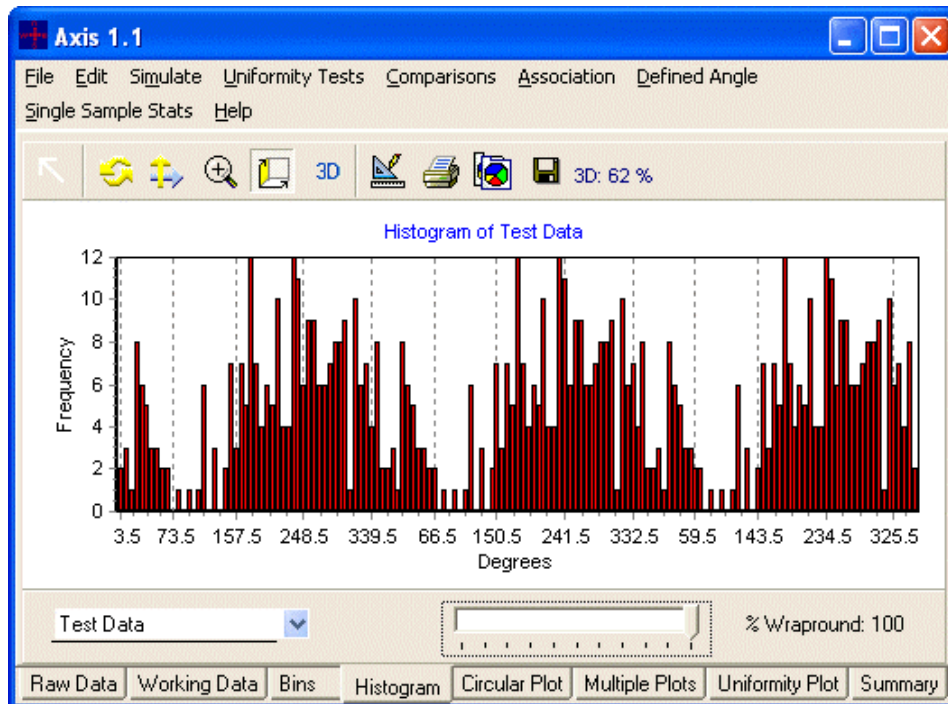 Axis 1.1
File Edit Simulate Uniformity Tests Comparisons Association Defined Angle
Single Sample Stats Help
3D 3D: 62 %
Histogram of Test Data
12
10
8
6
4
2
0
Frequency
3.5 73.5 157.5 248.5 339.5 66.5 150.5 241.5 332.5 59.5 143.5 234.5 325.5
Degrees
Test Data % Wrapround: 100
Raw Data Working Data Bins Histogram Circular Plot Multiple Plots Uniformity Plot Summary